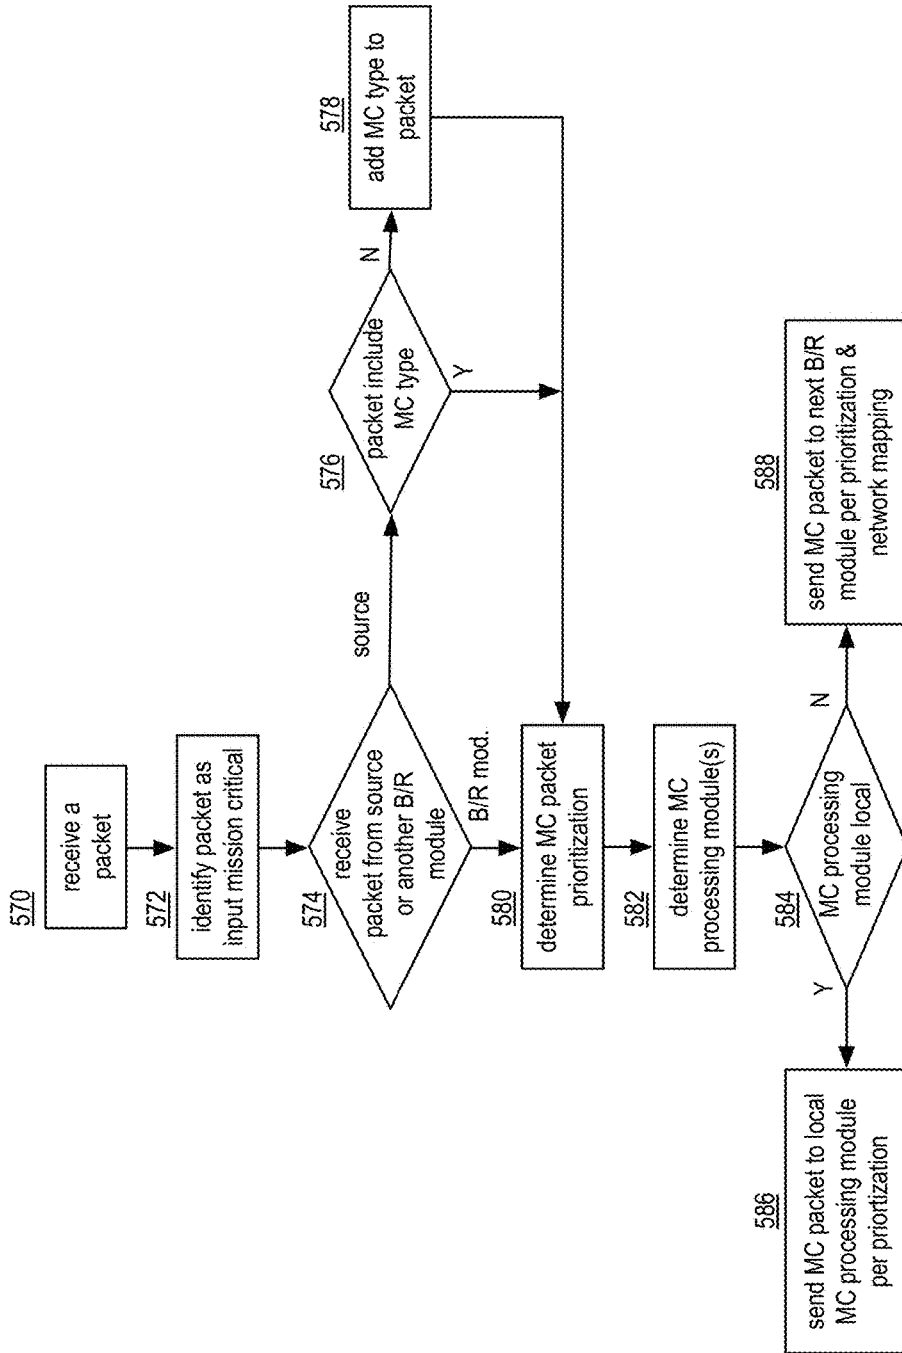 570
receive a
packet
572
identify packet as
input mission critical
574
receive
packet from source
or another B/R
module
source
B/R mod.
576
packet include
MC type
N
Y
578
add MC type to
packet
580
determine MC packet
prioritization
582
determine MC
processing module(s)
584
MC processing
module local
Y
N
586
send MC packet to local
MC processing module
per priortization
588
send MC packet to next B/R
module per prioritization &
network mapping